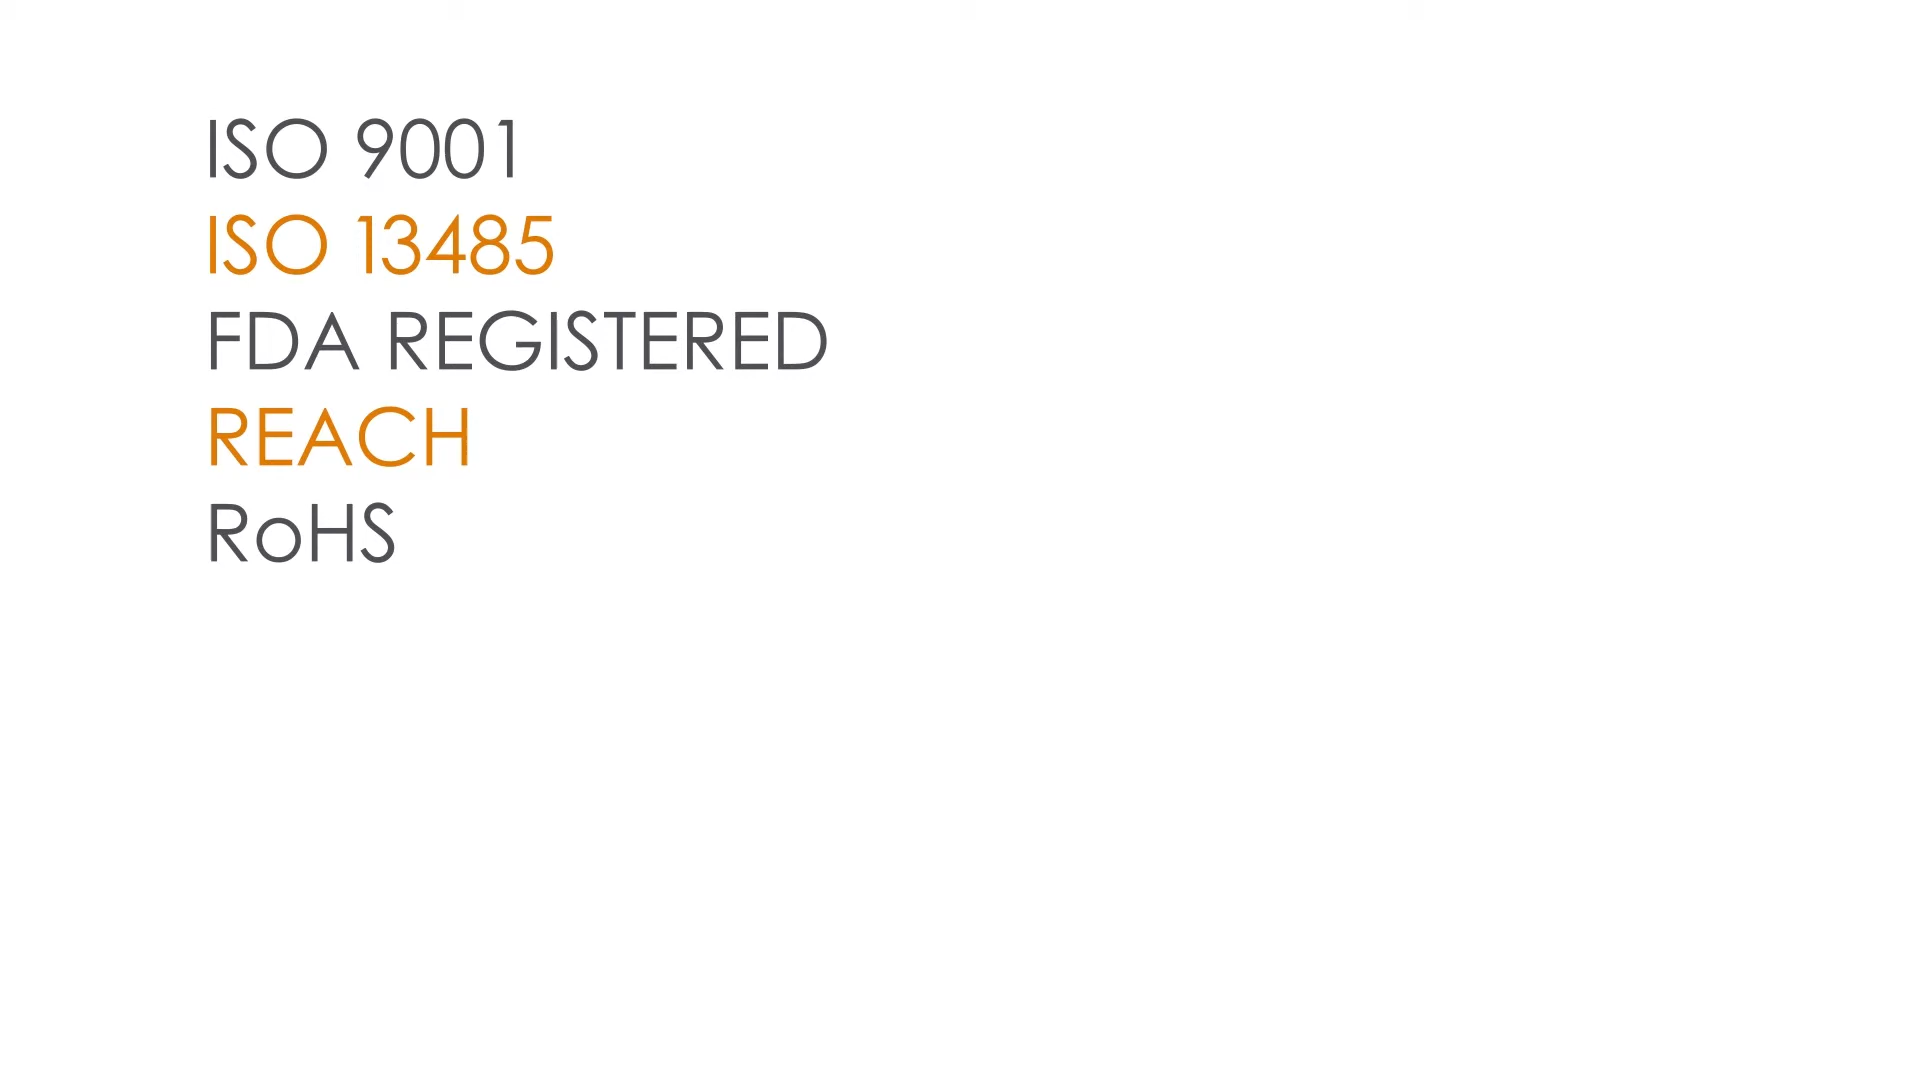 ISO 9001
ISO 13485
FDA REGISTERED
REACH
RoHS